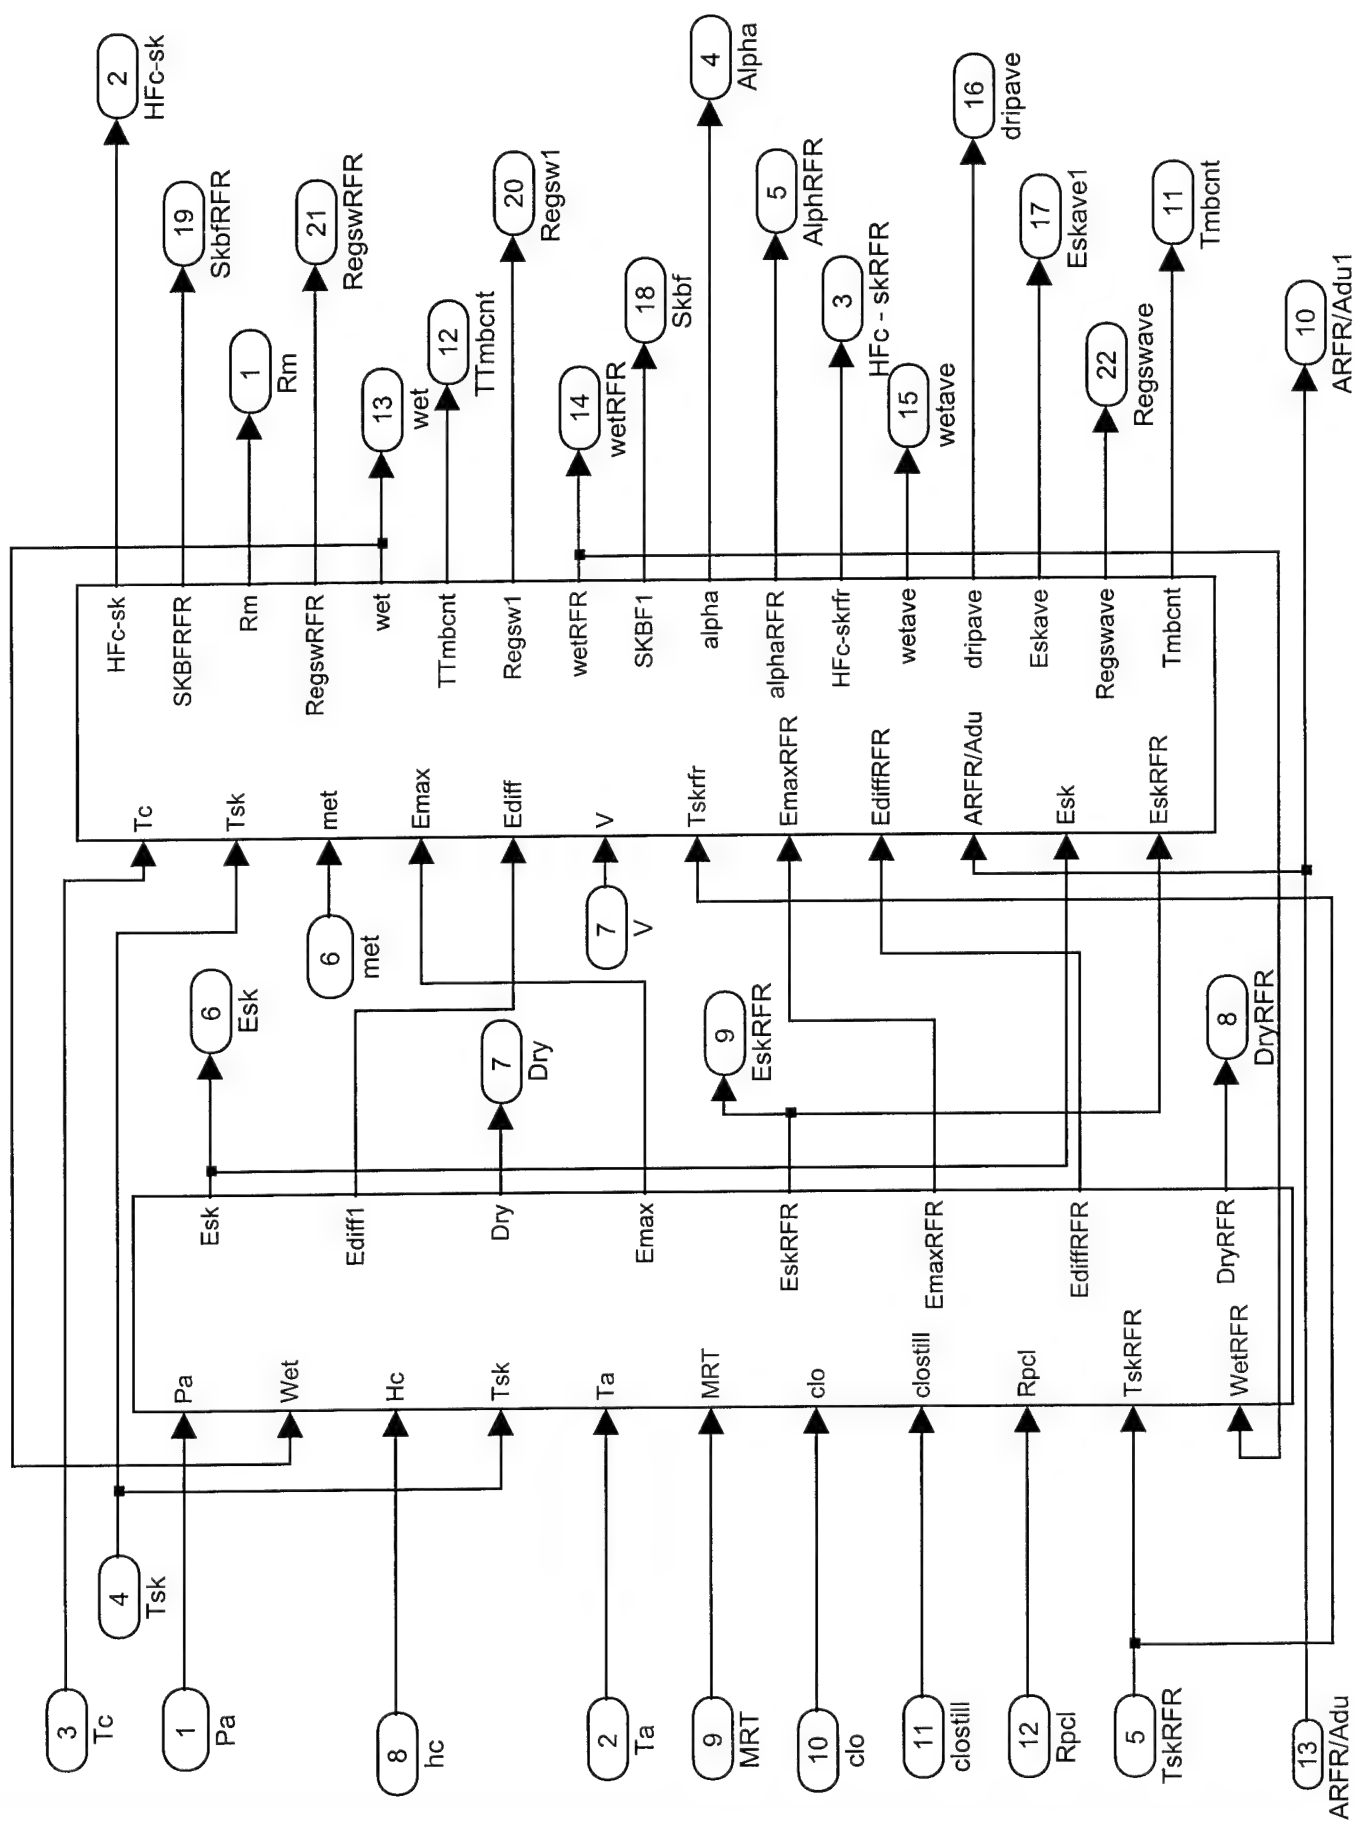 3
Tc
4
Tsk
1
Pa
8
hc
2
Ta
9
MRT
10
clo
11
clostill
12
Rpcl
5
TskRFR
13
ARFR/Adu
Pa
Wet
Hc
Tsk
Ta
MRT
clo
clostill
Rpcl
TskRFR
WetRFR
Esk
Ediff1
Dry
Emax
EskRFR
EmaxRFR
EdiffRFR
DryRFR
6
Esk
7
Dry
9
EskRFR
8
DryRFR
6
met
7
V
Tc
Tsk
met
Emax
Ediff
V
Tskrfr
EmaxRFR
EdiffRFR
ARFR/Adu
Esk
EskRFR
HFc-sk
SKBFRFR
Rm
RegswRFR
wet
TTmbcnt
Regsw1
wetRFR
SKBF1
alpha
alphaRFR
HFc-skrfr
wetave
dripave
Eskave
Regswave
Tmbcnt
2
HFc-sk
19
SkbfRFR
1
Rm
21
RegswRFR
13
wet
12
TTmbcnt
20
Regsw1
14
wetRFR
18
Skbf
4
Alpha
5
AlphRFR
3
HFc - skRFR
15
wetave
16
dripave
17
Eskave1
22
Regswave
11
Tmbcnt
10
ARFR/Adu1